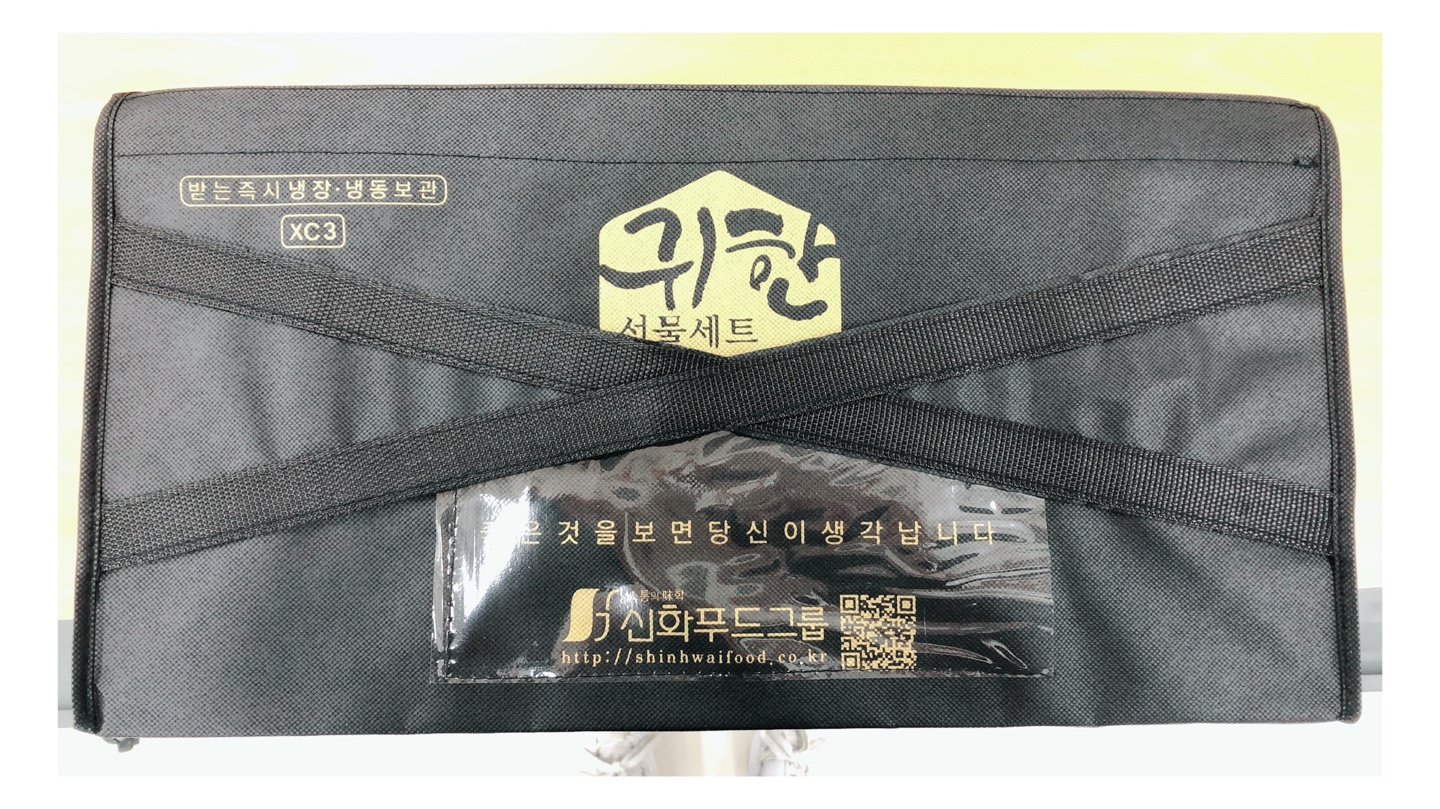 받는즉시냉장·냉동보관
XC3
귀한
선물세트
것을보면당신이생각납니다
신화푸드그룹
http://shinhwaifood.co.kr